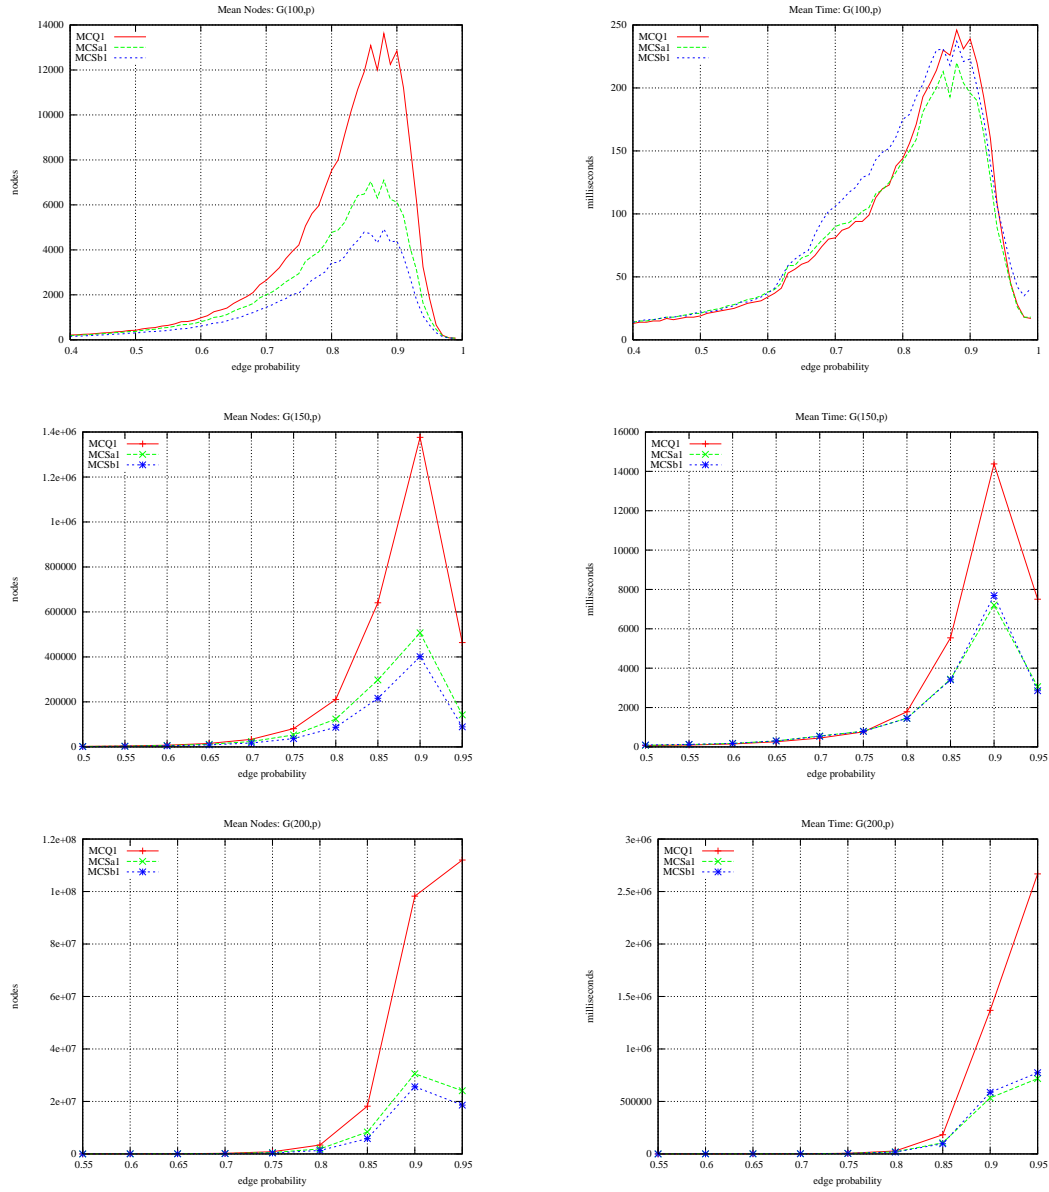 Mean Nodes: G(100,p)
14000
12000
10000
8000
6000
4000
2000
0
nodes
MCQ1
MCSa1
MCSb1
0.4 0.5 0.6 0.7 0.8 0.9 1
edge probability
Mean Time: G(100,p)
250
200
150
100
50
0
milliseconds
MCQ1
MCSa1
MCSb1
0.4 0.5 0.6 0.7 0.8 0.9 1
edge probability
Mean Nodes: G(150,p)
1.4e+06
1.2e+06
1e+06
800000
600000
400000
200000
0
nodes
MCQ1
MCSa1
MCSb1
0.5 0.55 0.6 0.65 0.7 0.75 0.8 0.85 0.9 0.95
edge probability
Mean Time: G(150,p)
16000
14000
12000
10000
8000
6000
4000
2000
0
milliseconds
MCQ1
MCSa1
MCSb1
0.5 0.55 0.6 0.65 0.7 0.75 0.8 0.85 0.9 0.95
edge probability
Mean Nodes: G(200,p)
1.2e+08
1e+08
8e+07
6e+07
4e+07
2e+07
0
nodes
MCQ1
MCSa1
MCSb1
0.55 0.6 0.65 0.7 0.75 0.8 0.85 0.9 0.95
edge probability
Mean Time: G(200,p)
3e+06
2.5e+06
2e+06
1.5e+06
1e+06
500000
0
milliseconds
MCQ1
MCSa1
MCSb1
0.55 0.6 0.65 0.7 0.75 0.8 0.85 0.9 0.95
edge probability